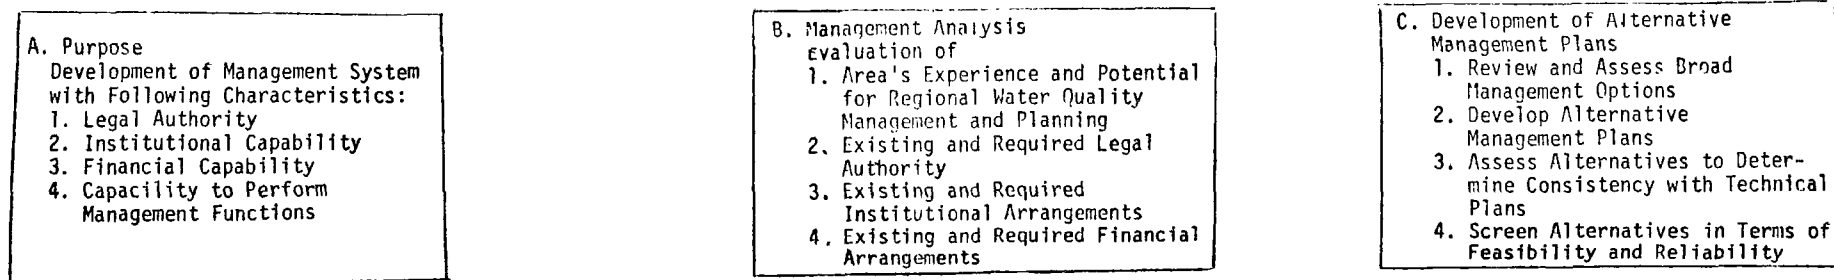 A. Purpose
Development of Management System
with Following Characteristics:
1. Legal Authority
2. Institutional Capability
3. Financial Capability
4. Capacility to Perform
Management Functions
B. Management Analysis
Evaluation of
1. Area's Experience and Potential
for Regional Water Quality
Management and Planning
2. Existing and Required Legal
Authority
3. Existing and Required
Institutional Arrangements
4. Existing and Required Financial
Arrangements
C. Development of Alternative
Management Plans
1. Review and Assess Broad
Management Options
2. Develop Alternative
Management Plans
3. Assess Alternatives to Deter-
mine Consistency with Technical
Plans
4. Screen Alternatives in Terms of
Feasibility and Reliability